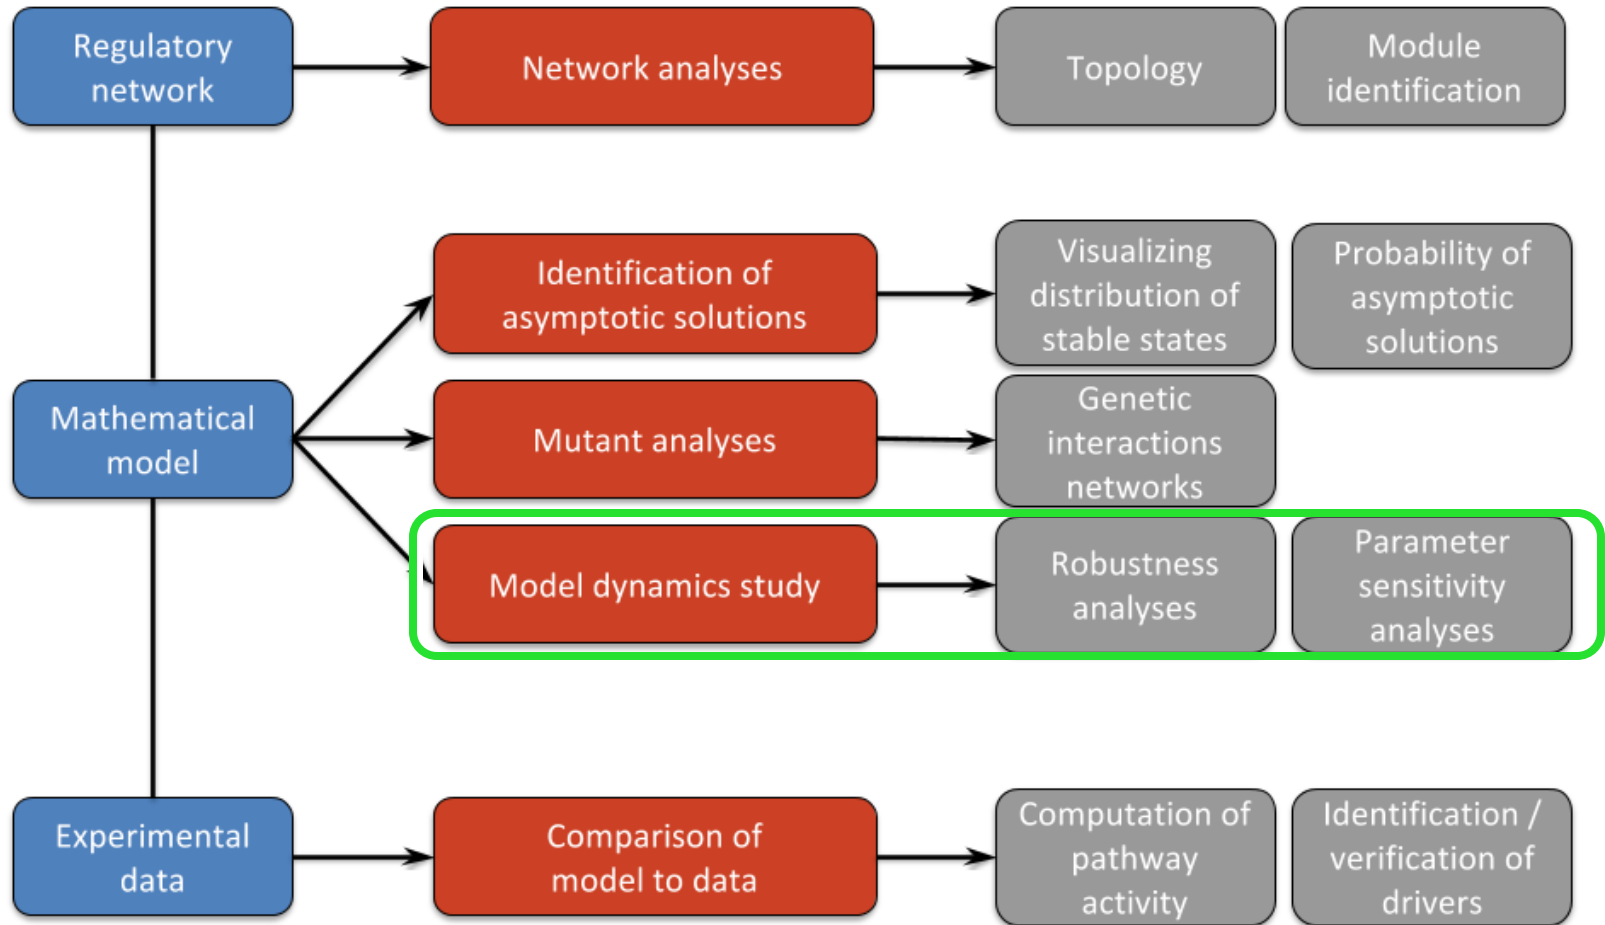 Regulatory
network
Network analyses
Topology
Module
identification
Identification of
asymptotic solutions
Visualizing
distribution of
stable states
Probability of
asymptotic
solutions
Mathematical
model
Mutant analyses
Genetic
interactions
networks
Model dynamics study
Robustness
analyses
Parameter
sensitivity
analyses
Experimental
data
Comparison of
model to data
Computation of
pathway
activity
Identification /
verification of
drivers